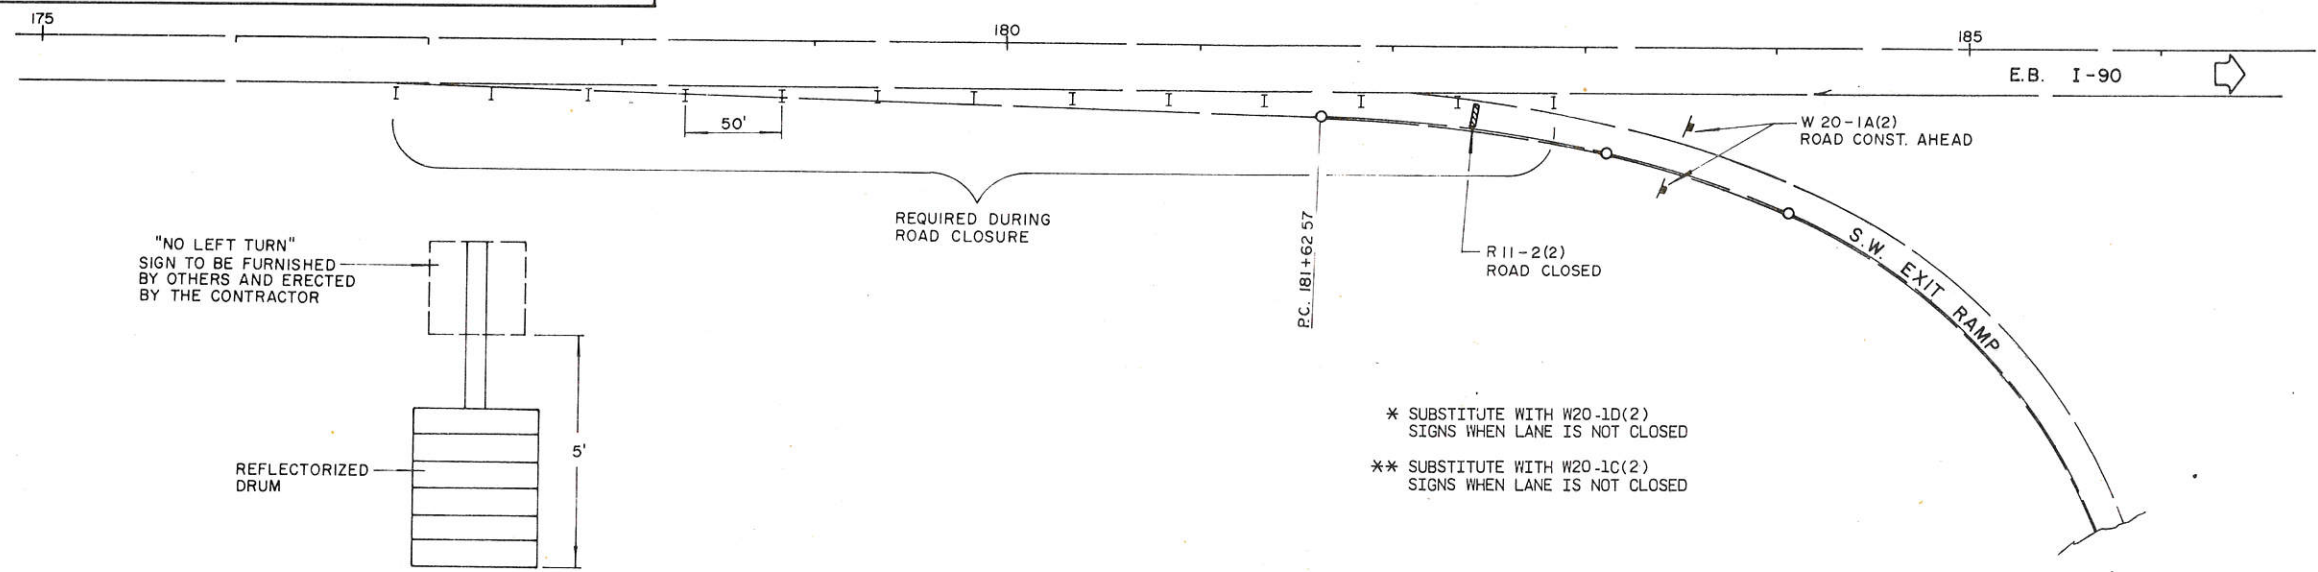 175
180
185
E.B. I-90
50'
W 20-1A(2)
ROAD CONST. AHEAD
REQUIRED DURING
ROAD CLOSURE
P.C. 181+62 57
R 11-2(2)
ROAD CLOSED
S.W. EXIT RAMP
"NO LEFT TURN"
SIGN TO BE FURNISHED
BY OTHERS AND ERECTED
BY THE CONTRACTOR
5'
REFLECTORIZED
DRUM
* SUBSTITUTE WITH W20-1D(2)
SIGNS WHEN LANE IS NOT CLOSED
** SUBSTITUTE WITH W20-1C(2)
SIGNS WHEN LANE IS NOT CLOSED